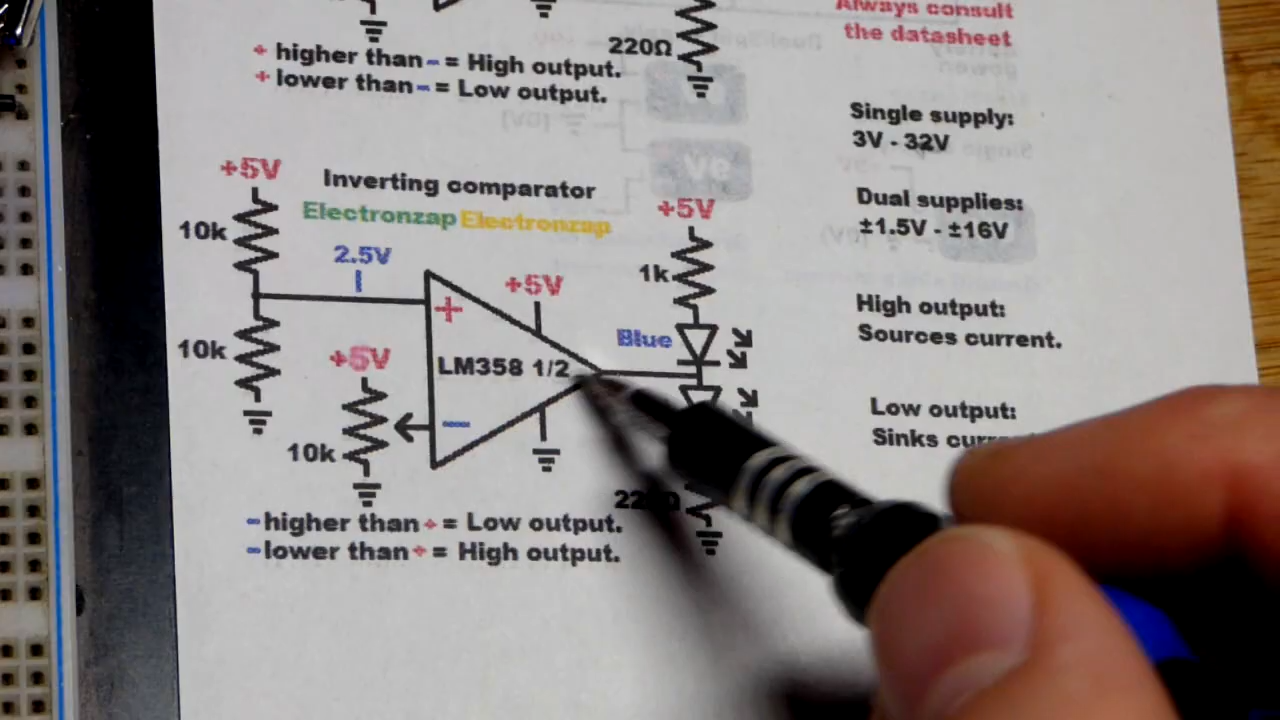 Always consult
the datasheet
220Ω
+ higher than - = High output.
+ lower than - = Low output.
Single supply:
3V - 32V
Dual supplies:
±1.5V - ±16V
High output:
Sources current.
Low output:
Sinks
+5V
Inverting comparator
Electronzap Electronzap
+5V
10k
2.5V
1k
+
+5V
Blue
10k
+5V
LM358 1/2
-
10k
- higher than + = Low output.
- lower than + = High output.